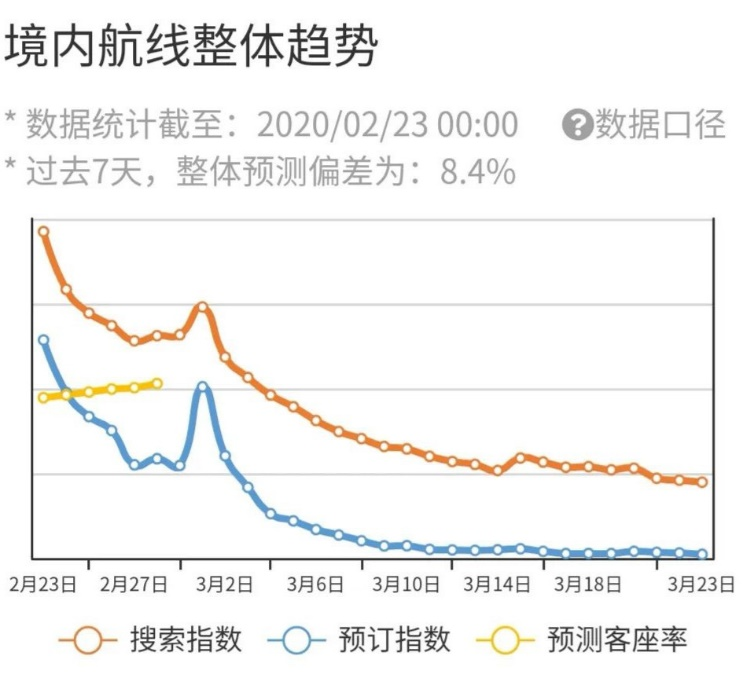 境内航线整体趋势
* 数据统计截至：2020/02/23 00:00 ?数据口径
* 过去7天，整体预测偏差为：8.4%
2月23日 2月27日 3月2日 3月6日 3月10日 3月14日 3月18日 3月23日
搜索指数 预订指数 预测客座率